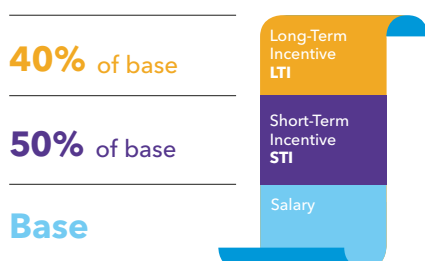 40% of base
Long-Term
Incentive
LTI
50% of base
Short-Term
Incentive
STI
Base
Salary